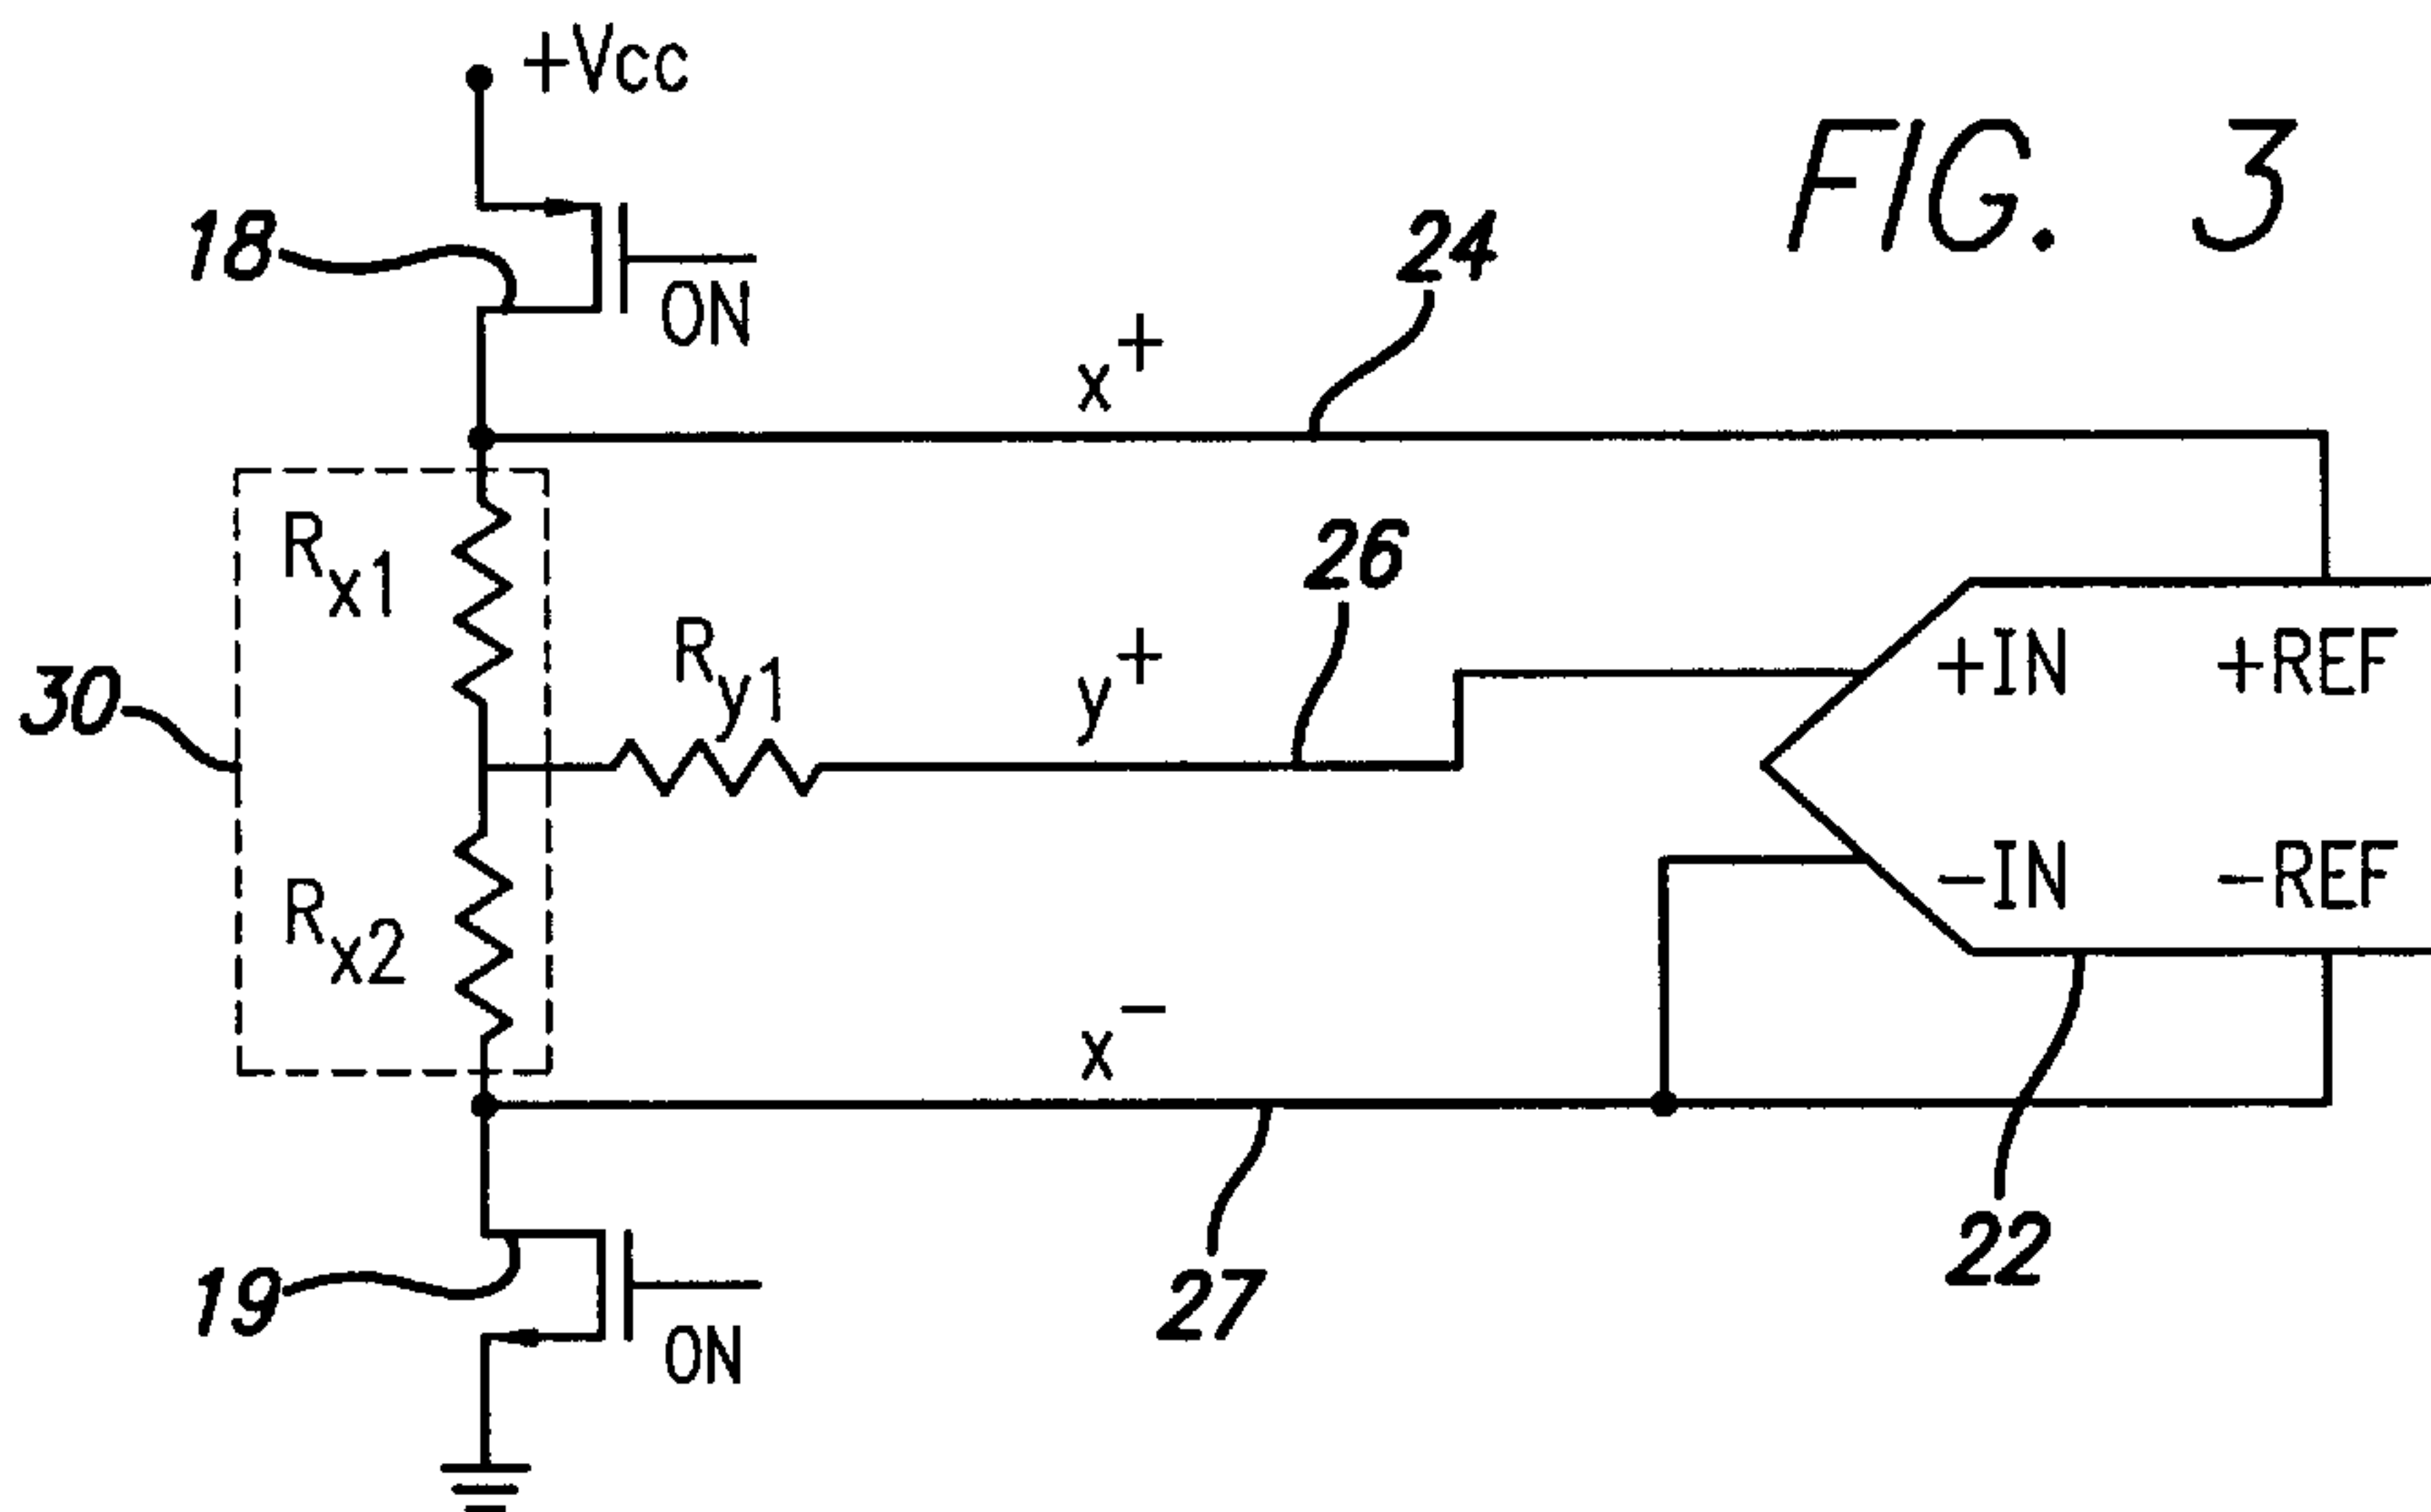 +Vcc
FIG. 3
18
ON
24
x+
26
Rx1
Ry1
y+
+IN +REF
30
-IN -REF
Rx2
x-
22
27
19
ON